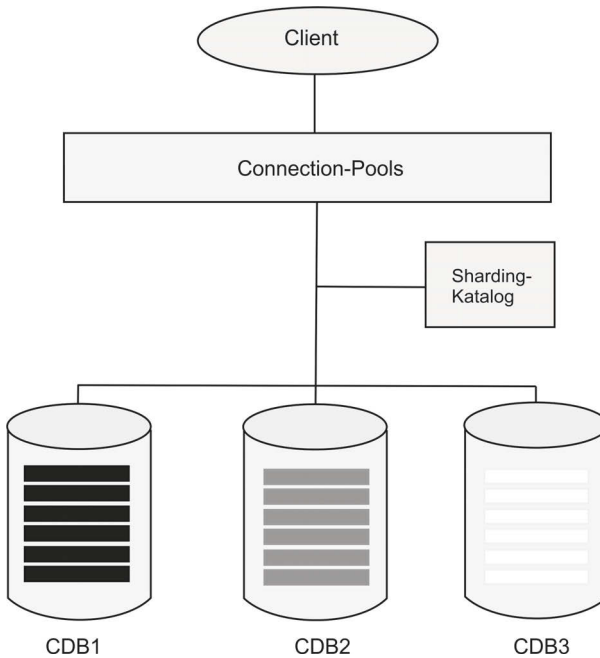 Client
Connection-Pools
Sharding-
Katalog
CDB1
CDB2
CDB3